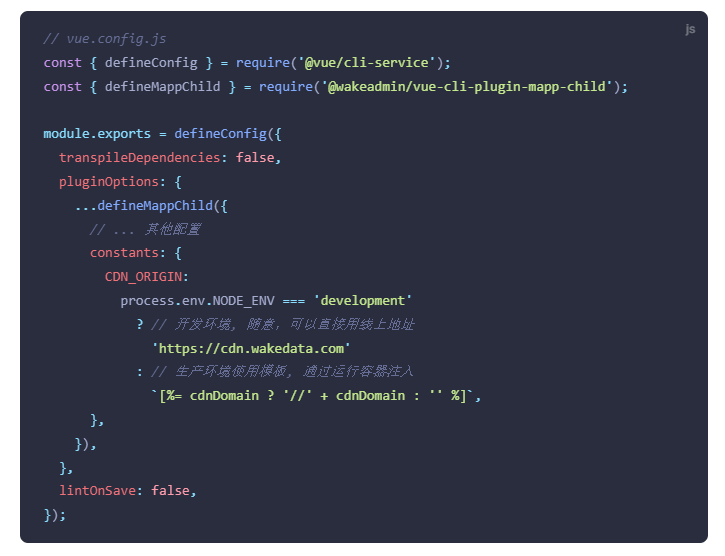 js
// vue.config.js
const { defineConfig } = require('@vue/cli-service');
const { defineMappChild } = require('@wakeadmin/vue-cli-plugin-mapp-child');

module.exports = defineConfig({
  transpileDependencies: false,
  pluginOptions: {
    ...defineMappChild({
      // ... 其他配置
      constants: {
        CDN_ORIGIN:
          process.env.NODE_ENV === 'development'
            ? // 开发环境, 随意，可以直接用线上地址
              'https://cdn.wakedata.com'
            : // 生产环境使用模板, 通过运行容器注入
              `[%= cdnDomain ? '//' + cdnDomain : '' %]`,
      },
    }),
  },
  lintOnSave: false,
});